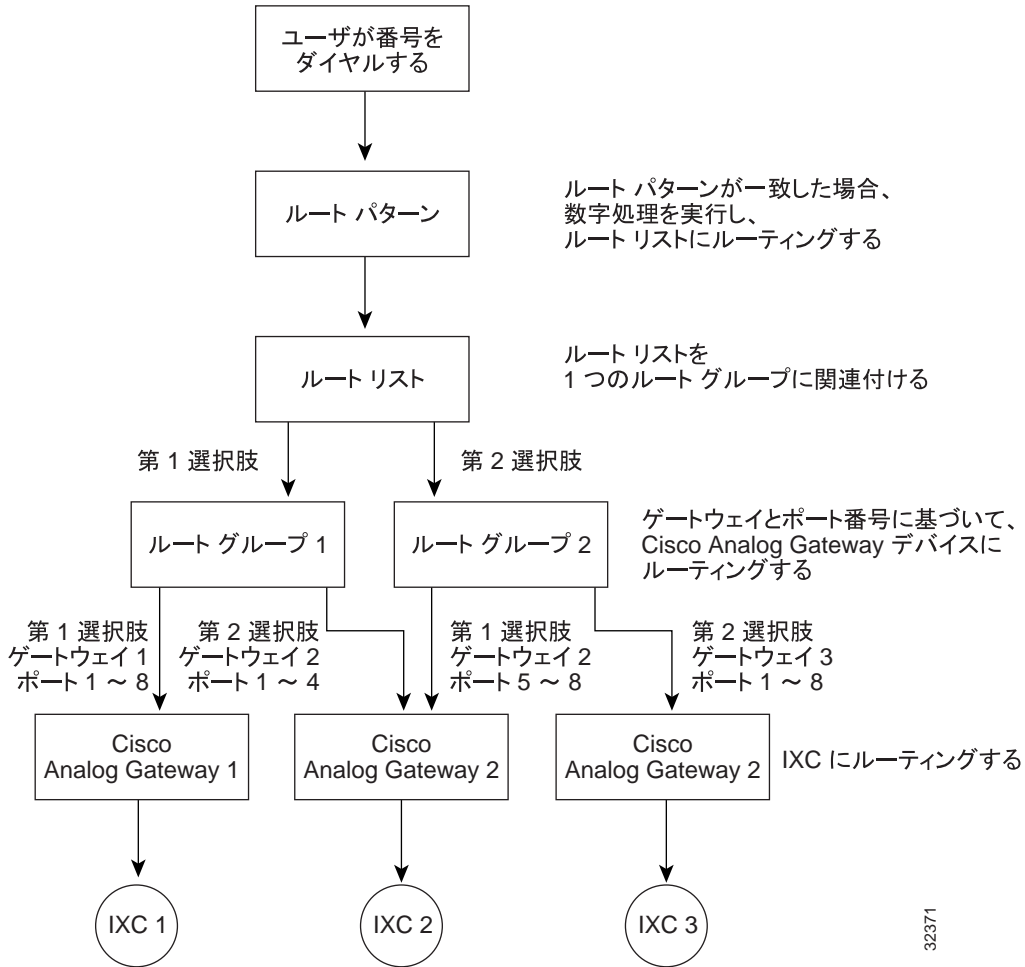 ユーザが番号を
ダイヤルする
ルート パターン
ルート パターンが一致した場合、
数字処理を実行し、
ルート リストにルーティングする
ルート リスト
ルート リストを
1 つのルート グループに関連付ける
第 1 選択肢
第 2 選択肢
ルート グループ 1
ルート グループ 2
ゲートウェイとポート番号に基づいて、
Cisco Analog Gateway デバイスに
ルーティングする
第 1 選択肢
ゲートウェイ 1
ポート 1 ～ 8
第 2 選択肢
ゲートウェイ 2
ポート 1 ～ 4
第 1 選択肢
ゲートウェイ 2
ポート 5 ～ 8
第 2 選択肢
ゲートウェイ 3
ポート 1 ～ 8
Cisco
Analog Gateway 1
Cisco
Analog Gateway 2
Cisco
Analog Gateway 2
IXC にルーティングする
IXC 1
IXC 2
IXC 3
32371